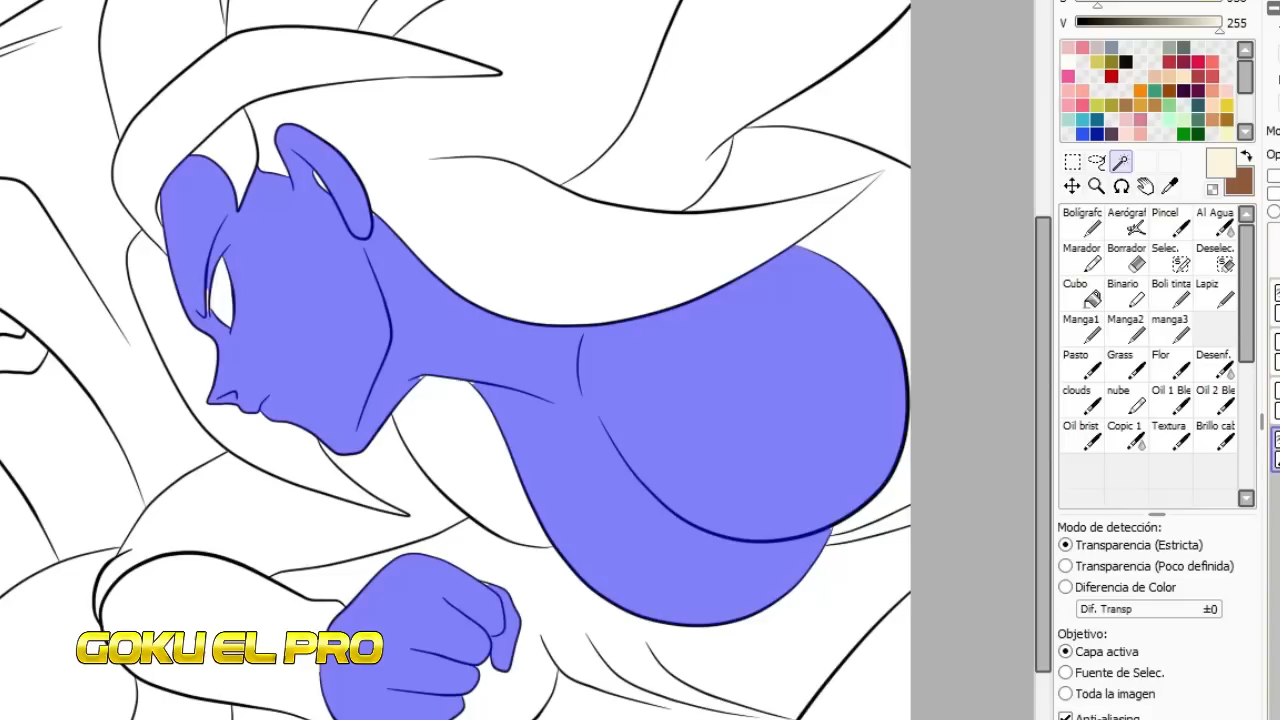 V 255
Bolígrafo Aerógraf Pincel Al Agua
Marador Borrador Selec. Deselec.
Cubo Binario Boli tinta Lapiz
Manga1 Manga2 manga3
Pasto Grass Flor Desenf.
clouds nube Oil 1 Ble Oil 2 Ble
Oil brist Copic 1 Textura Brillo cab
Modo de detección:
Transparencia (Estricta)
Transparencia (Poco definida)
Diferencia de Color
Dif. Transp ±0
Objetivo:
Capa activa
Fuente de Selec.
Toda la imagen
Anti-aliasing
Mo
Op
GOKU EL PRO